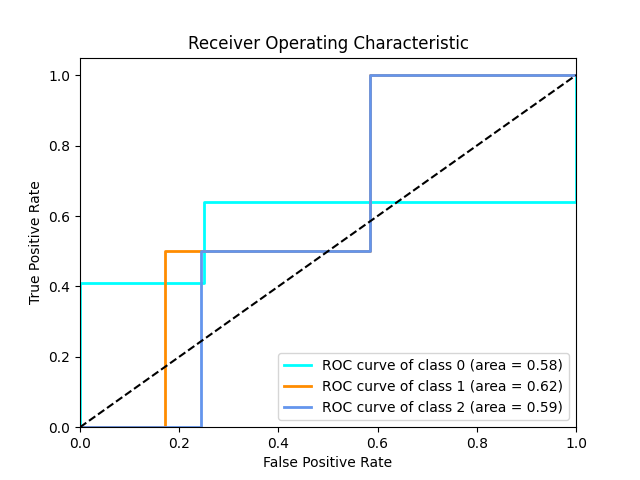 Receiver Operating Characteristic
True Positive Rate
1.0
0.8
0.6
0.4
0.2
0.0
ROC curve of class 0 (area = 0.58)
ROC curve of class 1 (area = 0.62)
ROC curve of class 2 (area = 0.59)
0.0 0.2 0.4 0.6 0.8 1.0
False Positive Rate